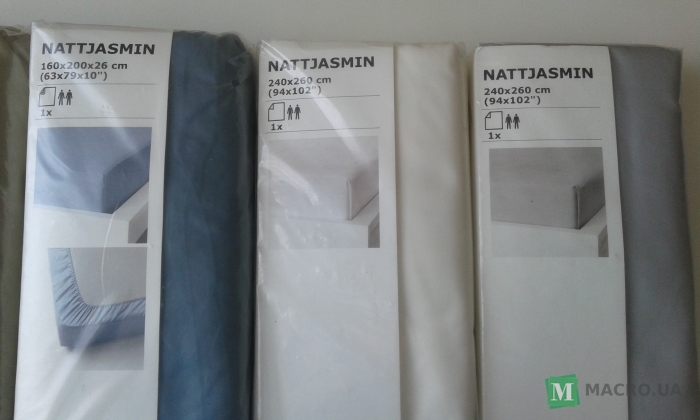 NATTJASMIN
160x200x26 cm
(63x79x10")
1x
NATTJASMIN
240x260 cm
(94x102")
1x
NATTJASMIN
240x260 cm
(94x102")
1x
M MACRO.UA